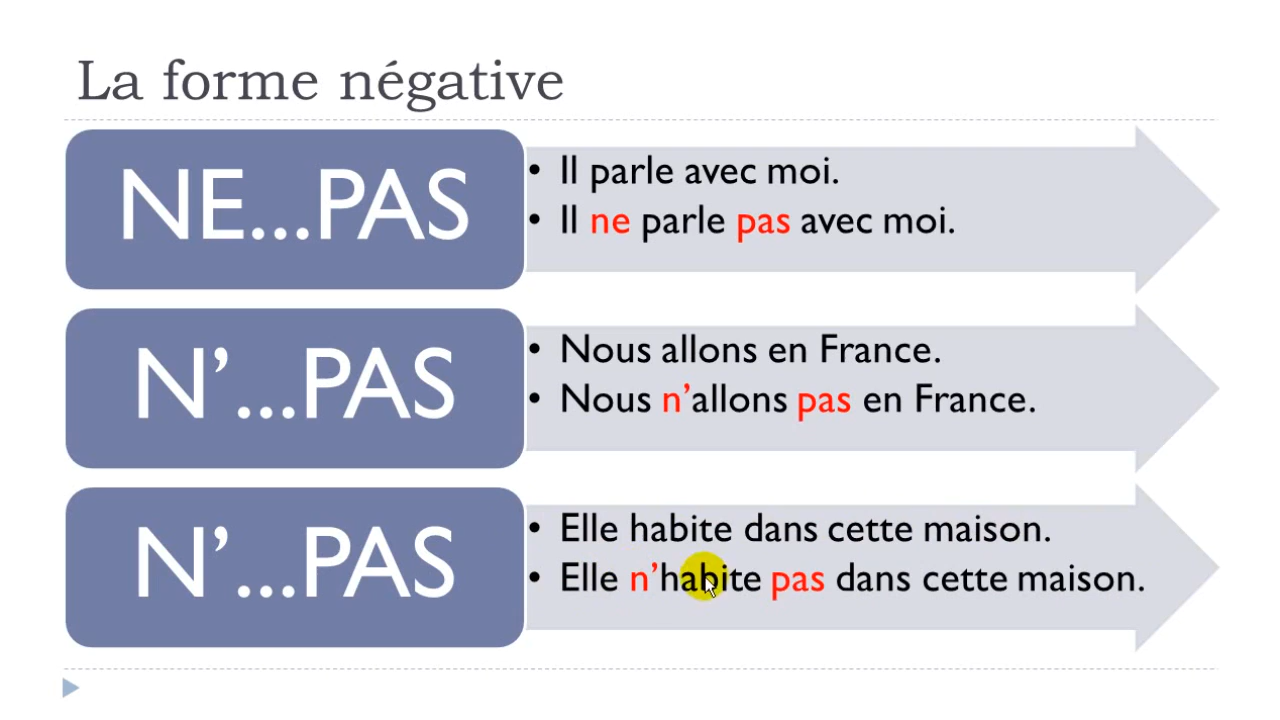 La forme négative
NE...PAS
• Il parle avec moi.
• Il ne parle pas avec moi.
N’...PAS
• Nous allons en France.
• Nous n’allons pas en France.
N’...PAS
• Elle habite dans cette maison.
• Elle n’habite pas dans cette maison.